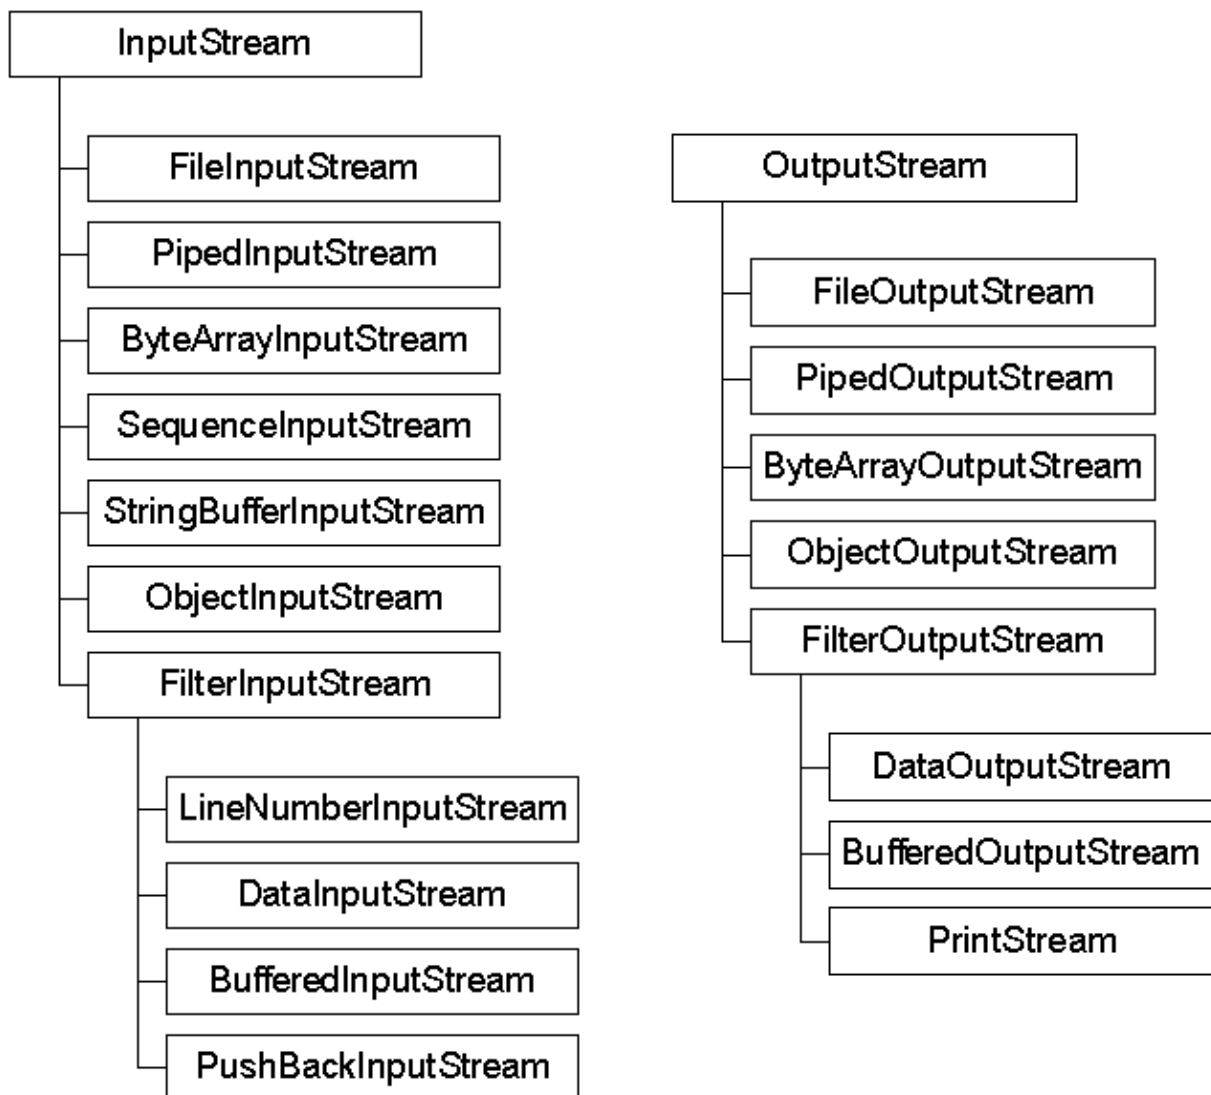 InputStream
FileInputStream
PipedInputStream
ByteArrayInputStream
SequenceInputStream
StringBufferInputStream
ObjectInputStream
FilterInputStream
LineNumberInputStream
DataInputStream
BufferedInputStream
PushBackInputStream
OutputStream
FileOutputStream
PipedOutputStream
ByteArrayOutputStream
ObjectOutputStream
FilterOutputStream
DataOutputStream
BufferedOutputStream
PrintStream